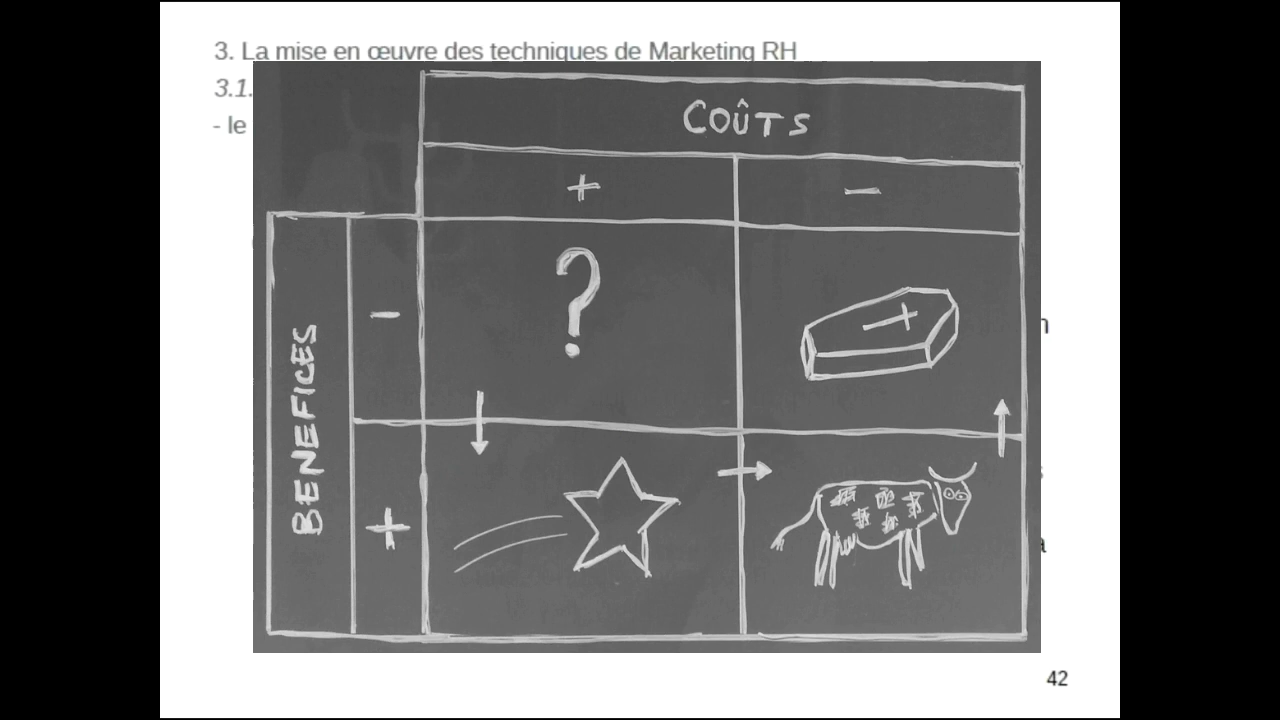 3. La mise en œuvre des techniques de Marketing RH
3.1.
- le
COÛTS
+
−
?
−
BENEFICES
+
42